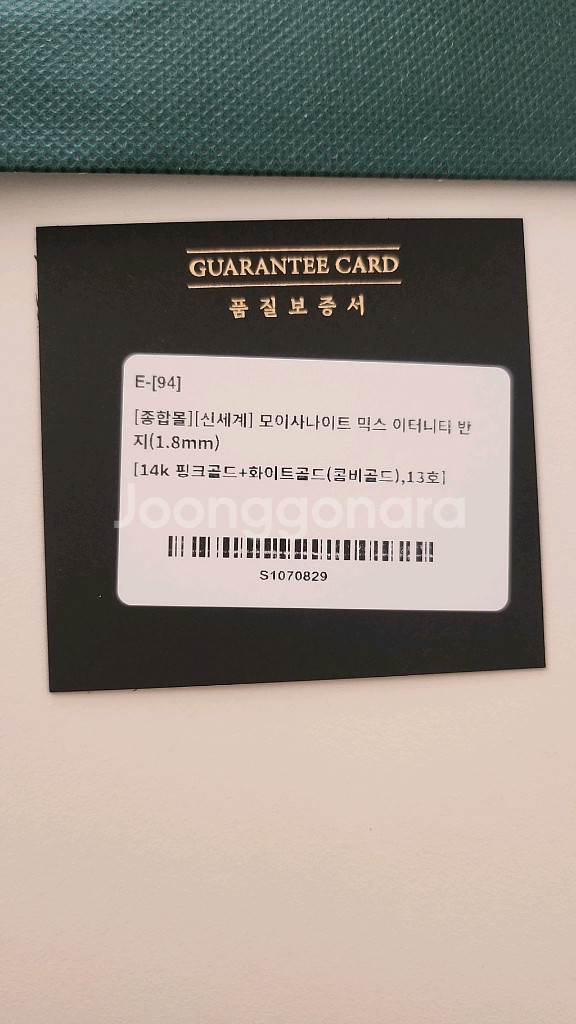 GUARANTEE CARD
품질보증서
E-[94]
[종합몰][신세계] 모이사나이트 믹스 이터니티 반
지(1.8mm)
[14k 핑크골드+화이트골드(콤비골드),13호]
Joonggonara
S1070829